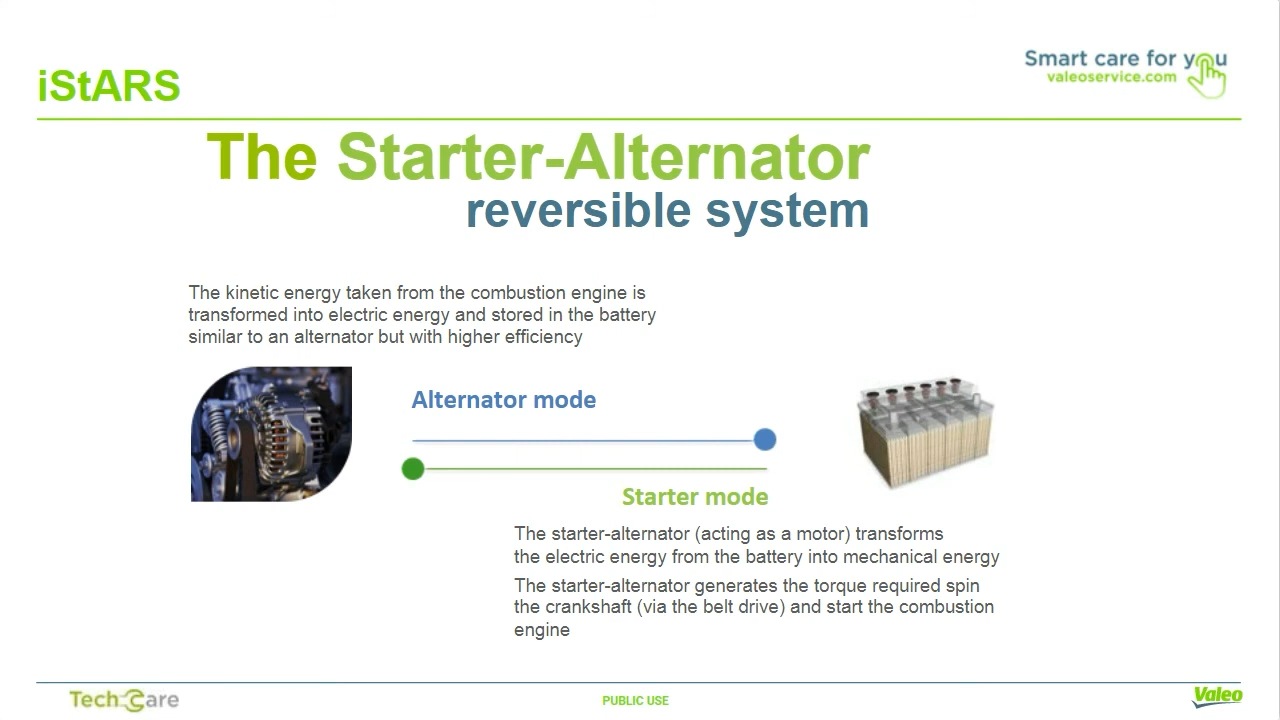 iStARS
Smart care for you
valeoservice.com
The Starter-Alternator
reversible system
The kinetic energy taken from the combustion engine is
transformed into electric energy and stored in the battery
similar to an alternator but with higher efficiency
Alternator mode
Starter mode
The starter-alternator (acting as a motor) transforms
the electric energy from the battery into mechanical energy
The starter-alternator generates the torque required spin
the crankshaft (via the belt drive) and start the combustion
engine
Tech Care
PUBLIC USE
Valeo